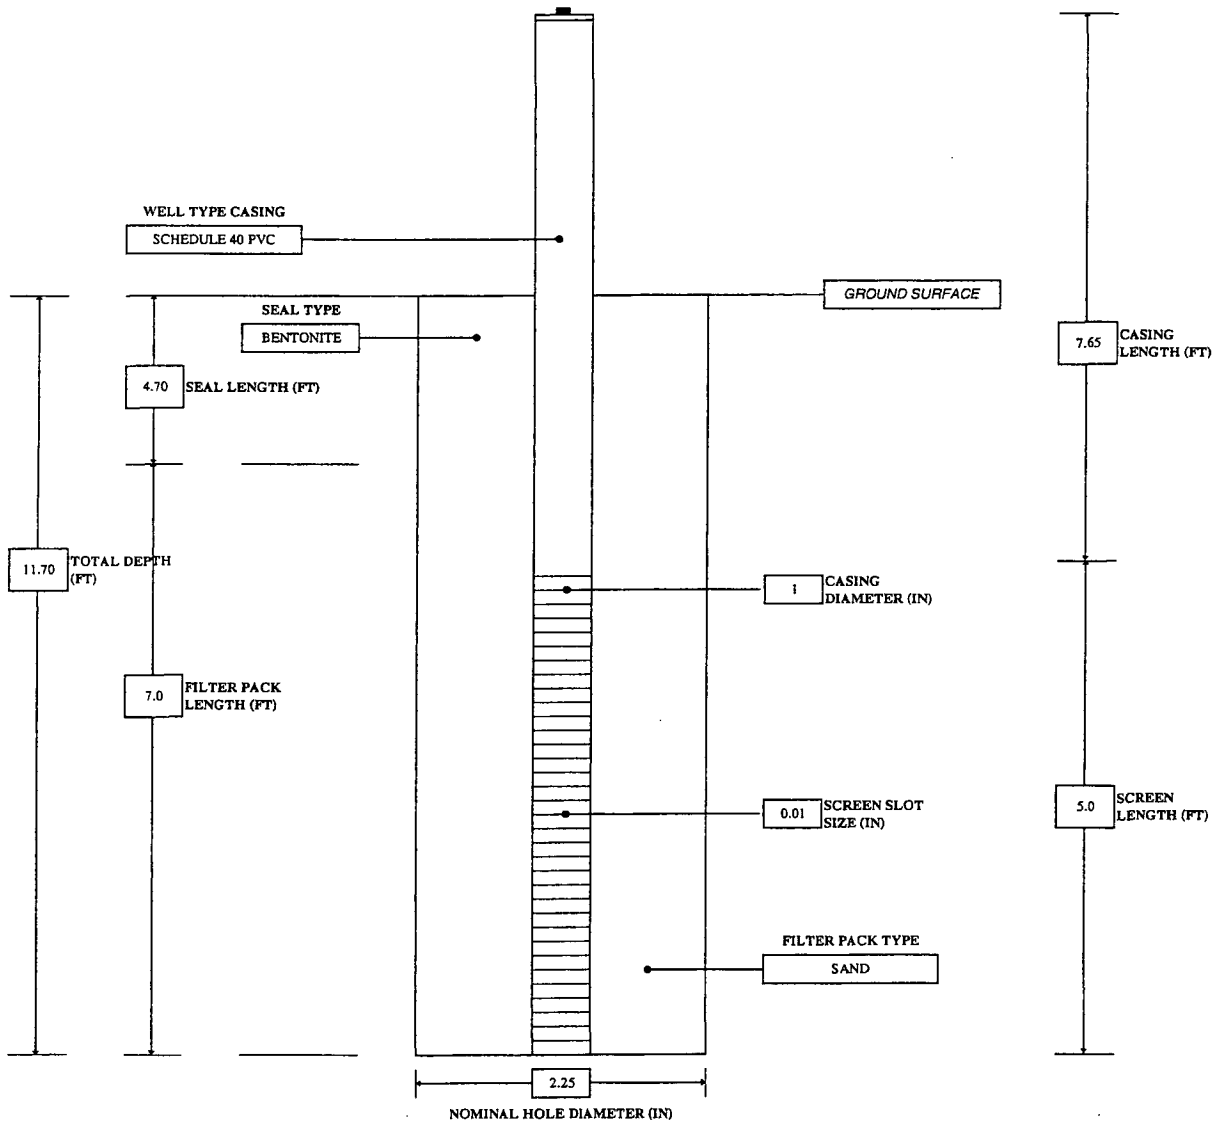 WELL TYPE CASING
SCHEDULE 40 PVC
GROUND SURFACE
SEAL TYPE
BENTONITE
7.65
CASING
LENGTH (FT)
4.70
SEAL LENGTH (FT)
11.70
TOTAL DEPTH
(FT)
1
CASING
DIAMETER (IN)
7.0
FILTER PACK
LENGTH (FT)
0.01
SCREEN SLOT
SIZE (IN)
5.0
SCREEN
LENGTH (FT)
FILTER PACK TYPE
SAND
2.25
NOMINAL HOLE DIAMETER (IN)